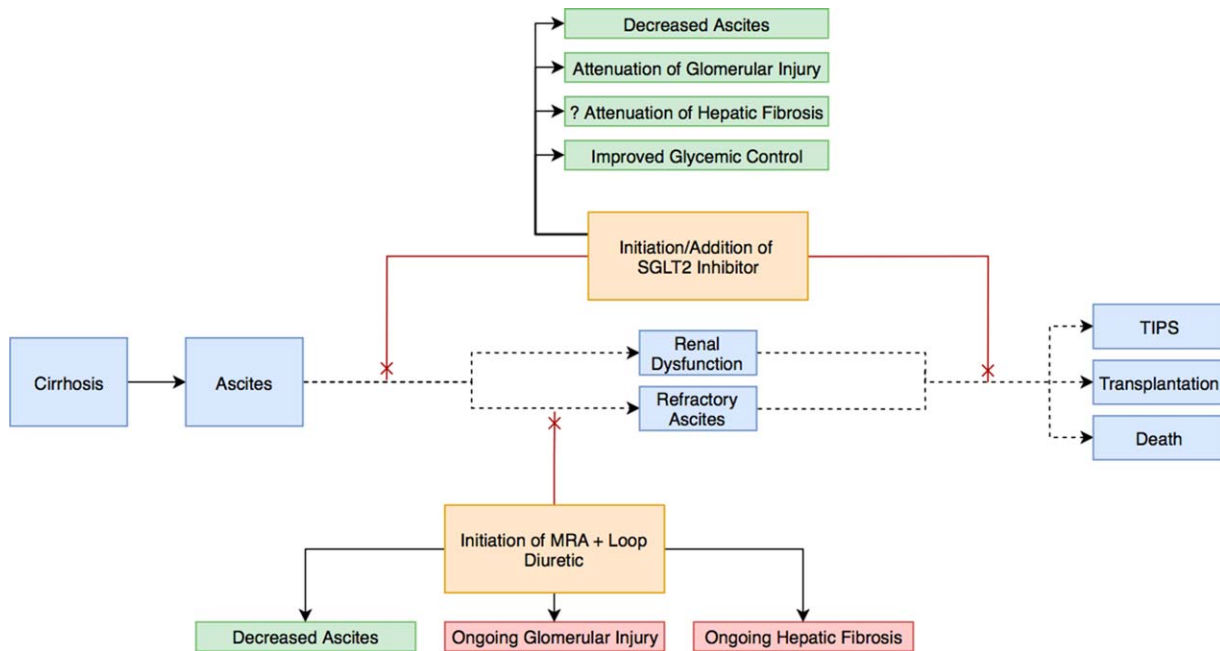 Decreased Ascites
Attenuation of Glomerular Injury
? Attenuation of Hepatic Fibrosis
Improved Glycemic Control
Initiation/Addition of
SGLT2 Inhibitor
Cirrhosis
Ascites
Renal
Dysfunction
Refractory
Ascites
TIPS
Transplantation
Death
Initiation of MRA + Loop
Diuretic
Decreased Ascites
Ongoing Glomerular Injury
Ongoing Hepatic Fibrosis